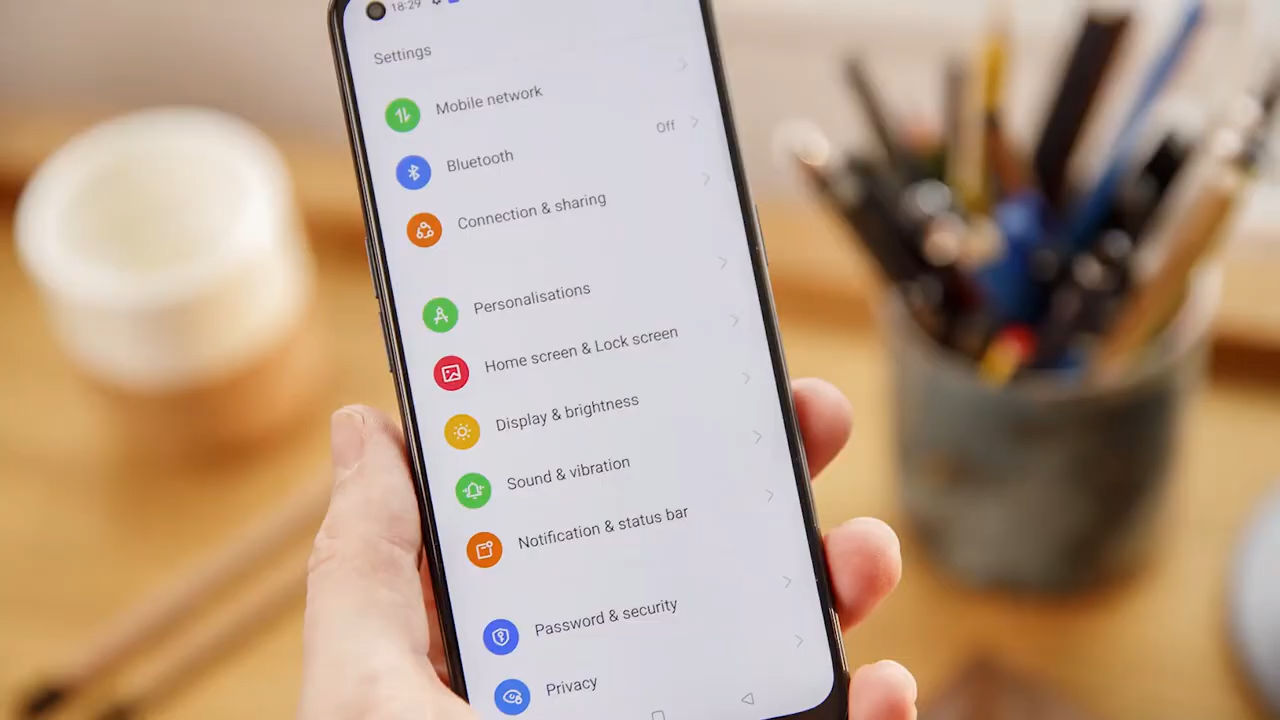 18:29
Settings
Mobile network
Bluetooth
Off
Connection & sharing
Personalisations
Home screen & Lock screen
Display & brightness
Sound & vibration
Notification & status bar
Password & security
Privacy